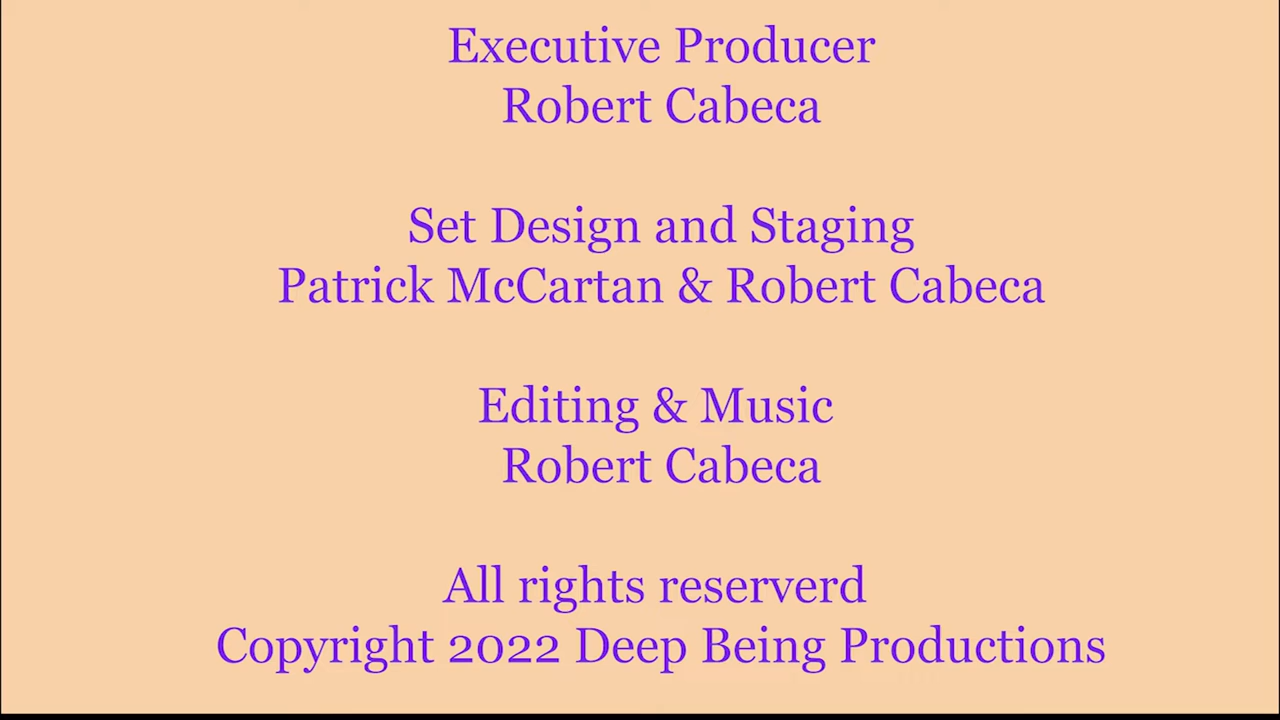 Executive Producer
Robert Cabeca
Set Design and Staging
Patrick McCartan & Robert Cabeca
Editing & Music
Robert Cabeca
All rights reserverd
Copyright 2022 Deep Being Productions